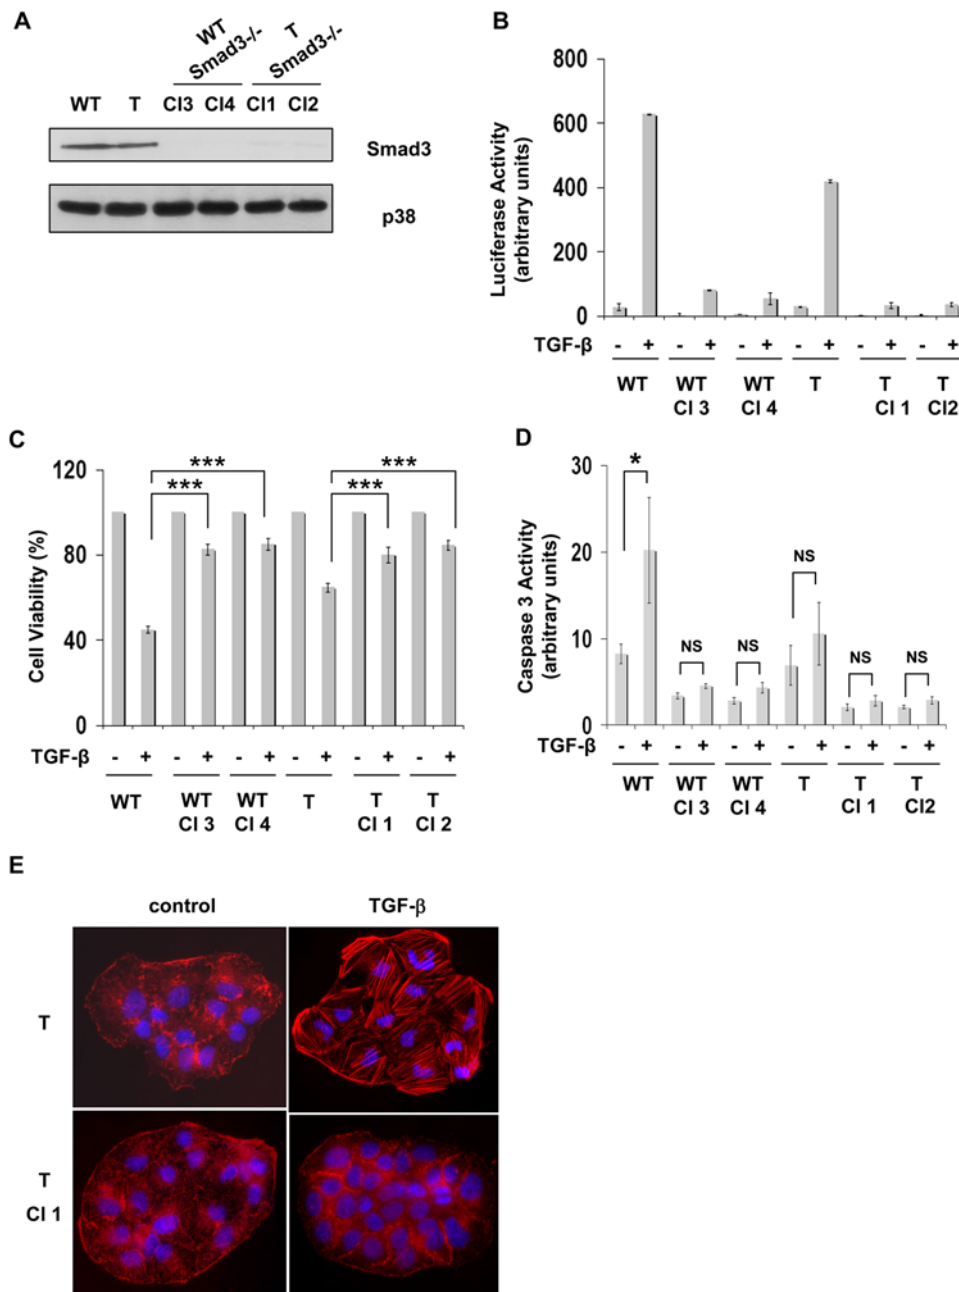 A
WT
Smad3-/-
T
Smad3-/-
WT T Cl3 Cl4 Cl1 Cl2
Smad3
p38
B
Luciferase Activity
(arbitrary units)
800
600
400
200
0
TGF-β - + - + - + - + - + - +
WT WT WT T T T
Cl 3 Cl 4 Cl 1 Cl2
C
Cell Viability (%)
120
80
40
0
*** *** *** ***
TGF-β - + - + - + - + - + - +
WT WT WT T T T
Cl 3 Cl 4 Cl 1 Cl 2
D
Caspase 3 Activity
(arbitrary units)
30
20
10
0
* NS NS NS NS NS
TGF-β - + - + - + - + - + - +
WT WT WT T T T
Cl 3 Cl 4 Cl 1 Cl2
E
control TGF-β
T
T
Cl 1